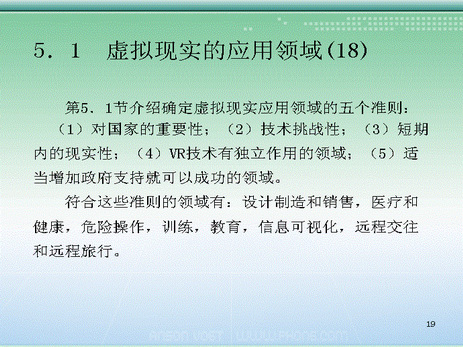 5．1　虚拟现实的应用领域(18)
第5．1节介绍确定虚拟现实应用领域的五个准则：
（1）对国家的重要性；（2）技术挑战性；（3）短期
内的现实性；（4）VR技术有独立作用的领域；（5）适
当增加政府支持就可以成功的领域。
符合这些准则的领域有：设计制造和销售，医疗和
健康，危险操作，训练，教育，信息可视化，远程交往
和远程旅行。
19